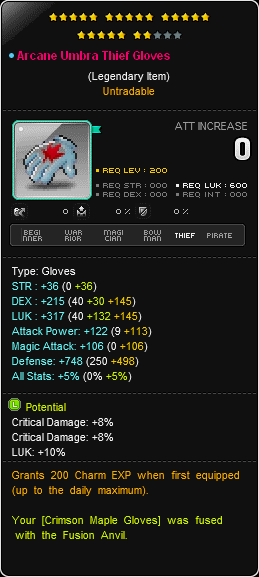 Arcane Umbra Thief Gloves
(Legendary Item)
Untradable
ATT INCREASE
0
REQ LEV : 200
REQ STR : 000 REQ LUK : 600
REQ DEX : 000 REQ INT : 000
0 0 % 0 %
BEGINNER WARRIOR MAGICIAN BOWMAN THIEF PIRATE
Type: Gloves
STR : +36 (0 +36)
DEX : +215 (40 +30 +145)
LUK : +317 (40 +132 +145)
Attack Power: +122 (9 +113)
Magic Attack: +106 (0 +106)
Defense: +748 (250 +498)
All Stats: +5% (0% +5%)
L Potential
Critical Damage: +8%
Critical Damage: +8%
LUK: +10%
Grants 200 Charm EXP when first equipped
(up to the daily maximum).
Your [Crimson Maple Gloves] was fused
with the Fusion Anvil.